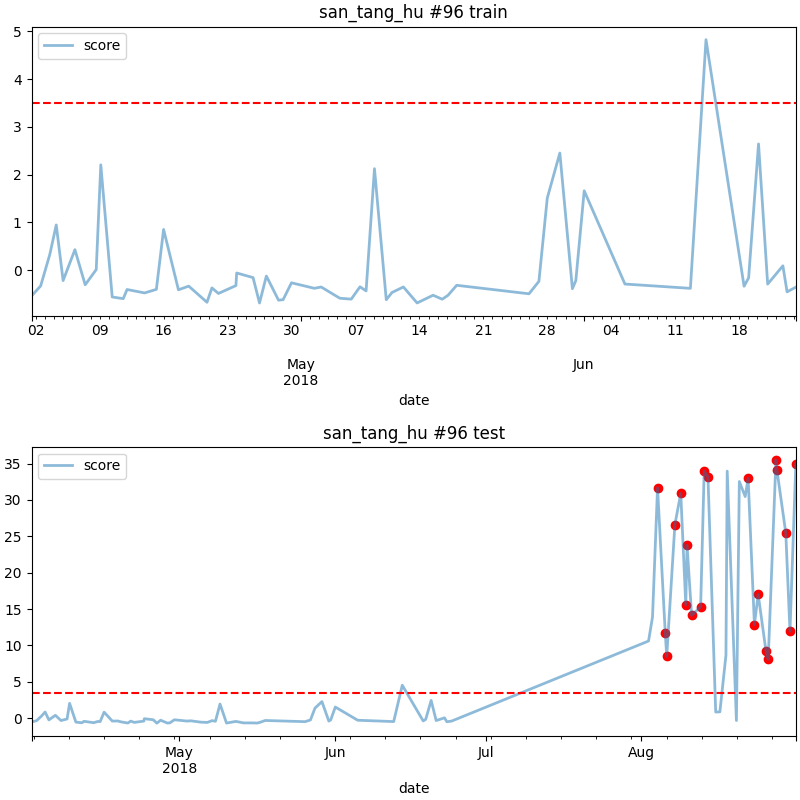 san_tang_hu #96 train
score
5
4
3
2
1
0
02 09 16 23 30 07 14 21 28 04 11 18
May Jun
2018
date
san_tang_hu #96 test
score
35
30
25
20
15
10
5
0
May Jun Jul Aug
2018
date